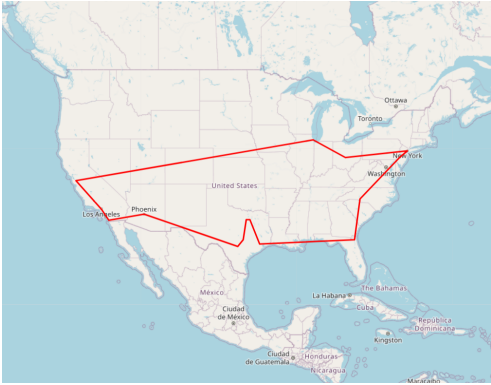 Ottawa
Toronto
New York
Washington
United States
Phoenix
Los Angeles
La Habana
The Bahamas
Cuba
México
Ciudad
de México
República
Dominicana
Kingston
Ciudad
de Guatemala
Honduras
Nicaragua
Maracaibo